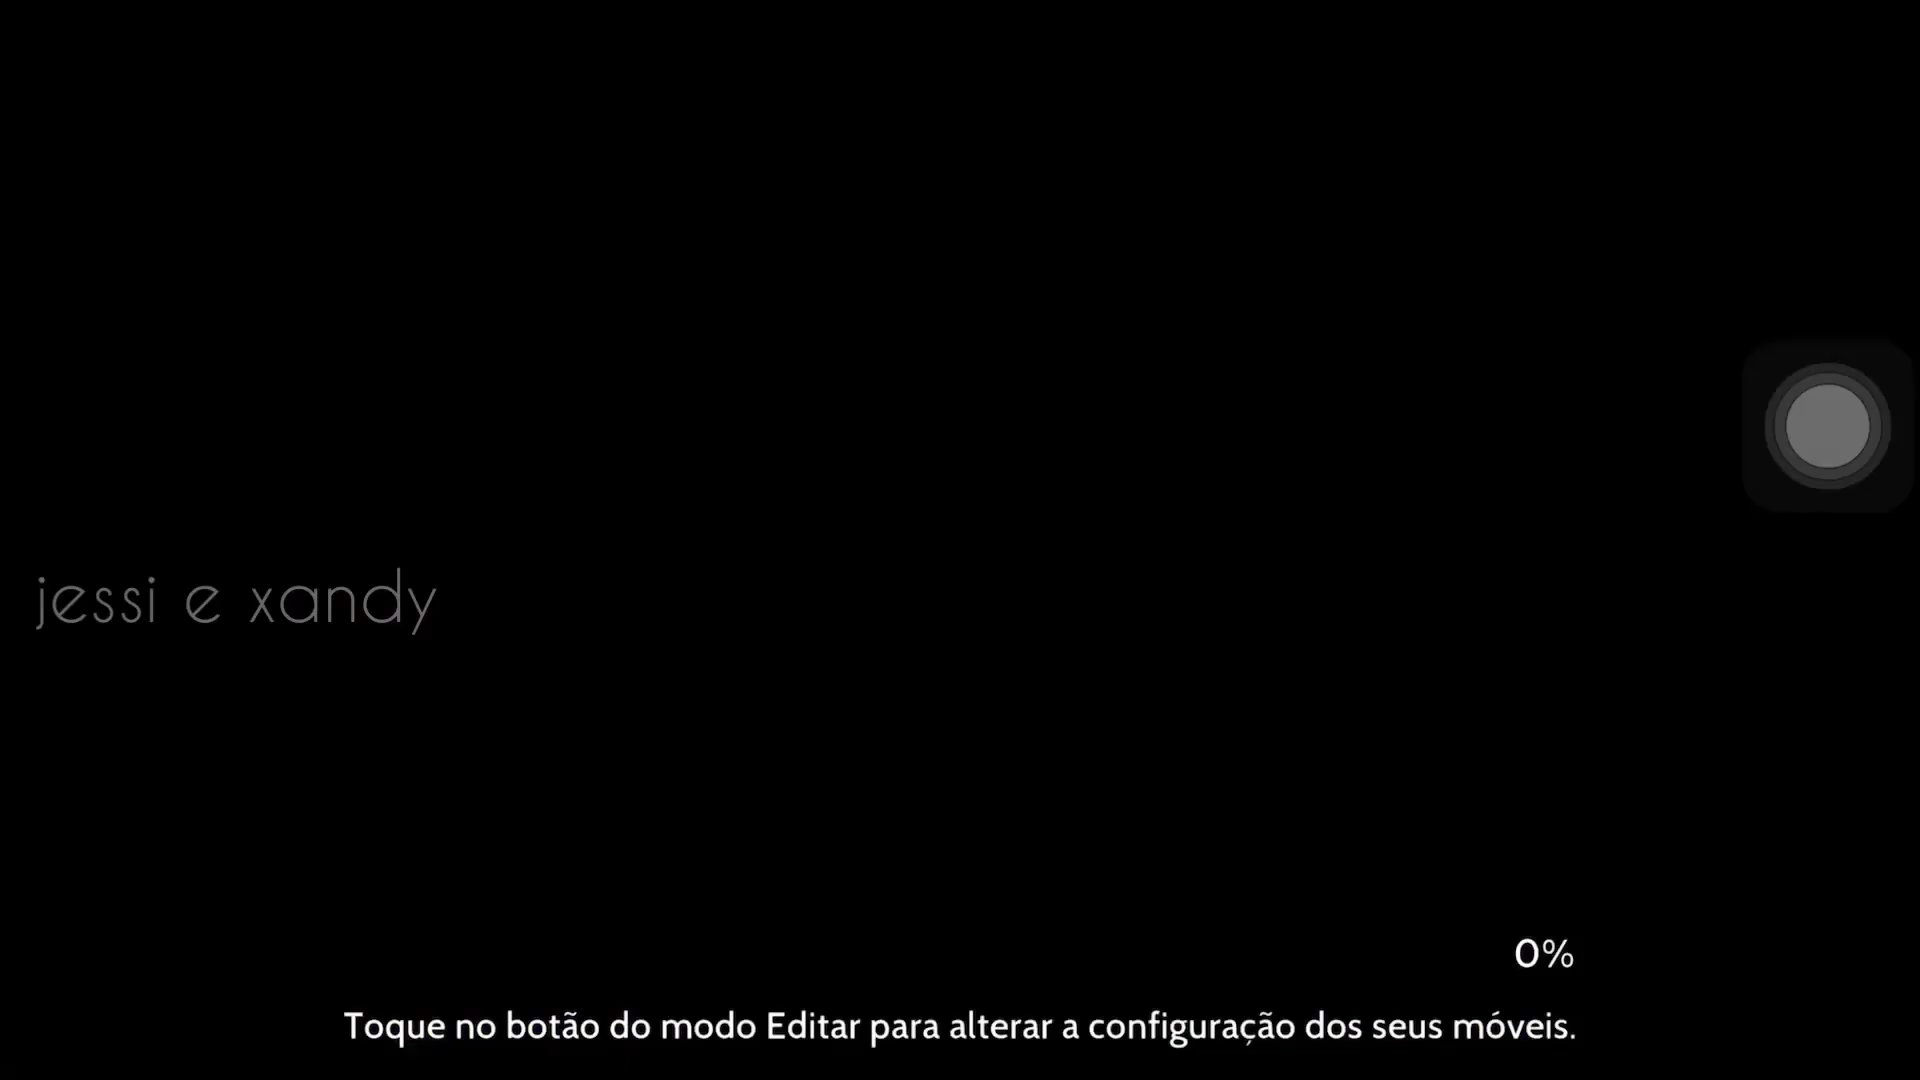 jessi e xandy
0%
Toque no botão do modo Editar para alterar a configuração dos seus móveis.